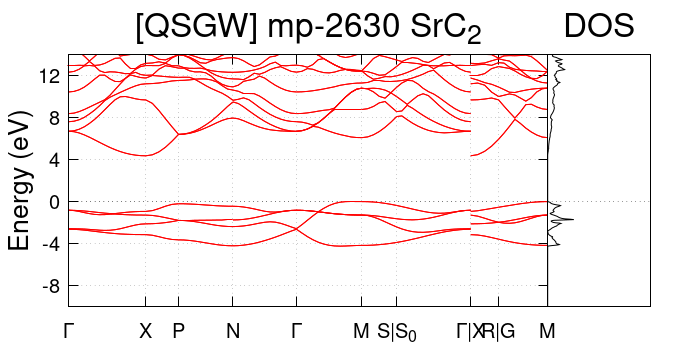 [QSGW] mp-2630 SrC₂ DOS
Energy (eV)
12
8
4
0
-4
-8
Γ X P N Γ M S|S₀ Γ|X R|G M